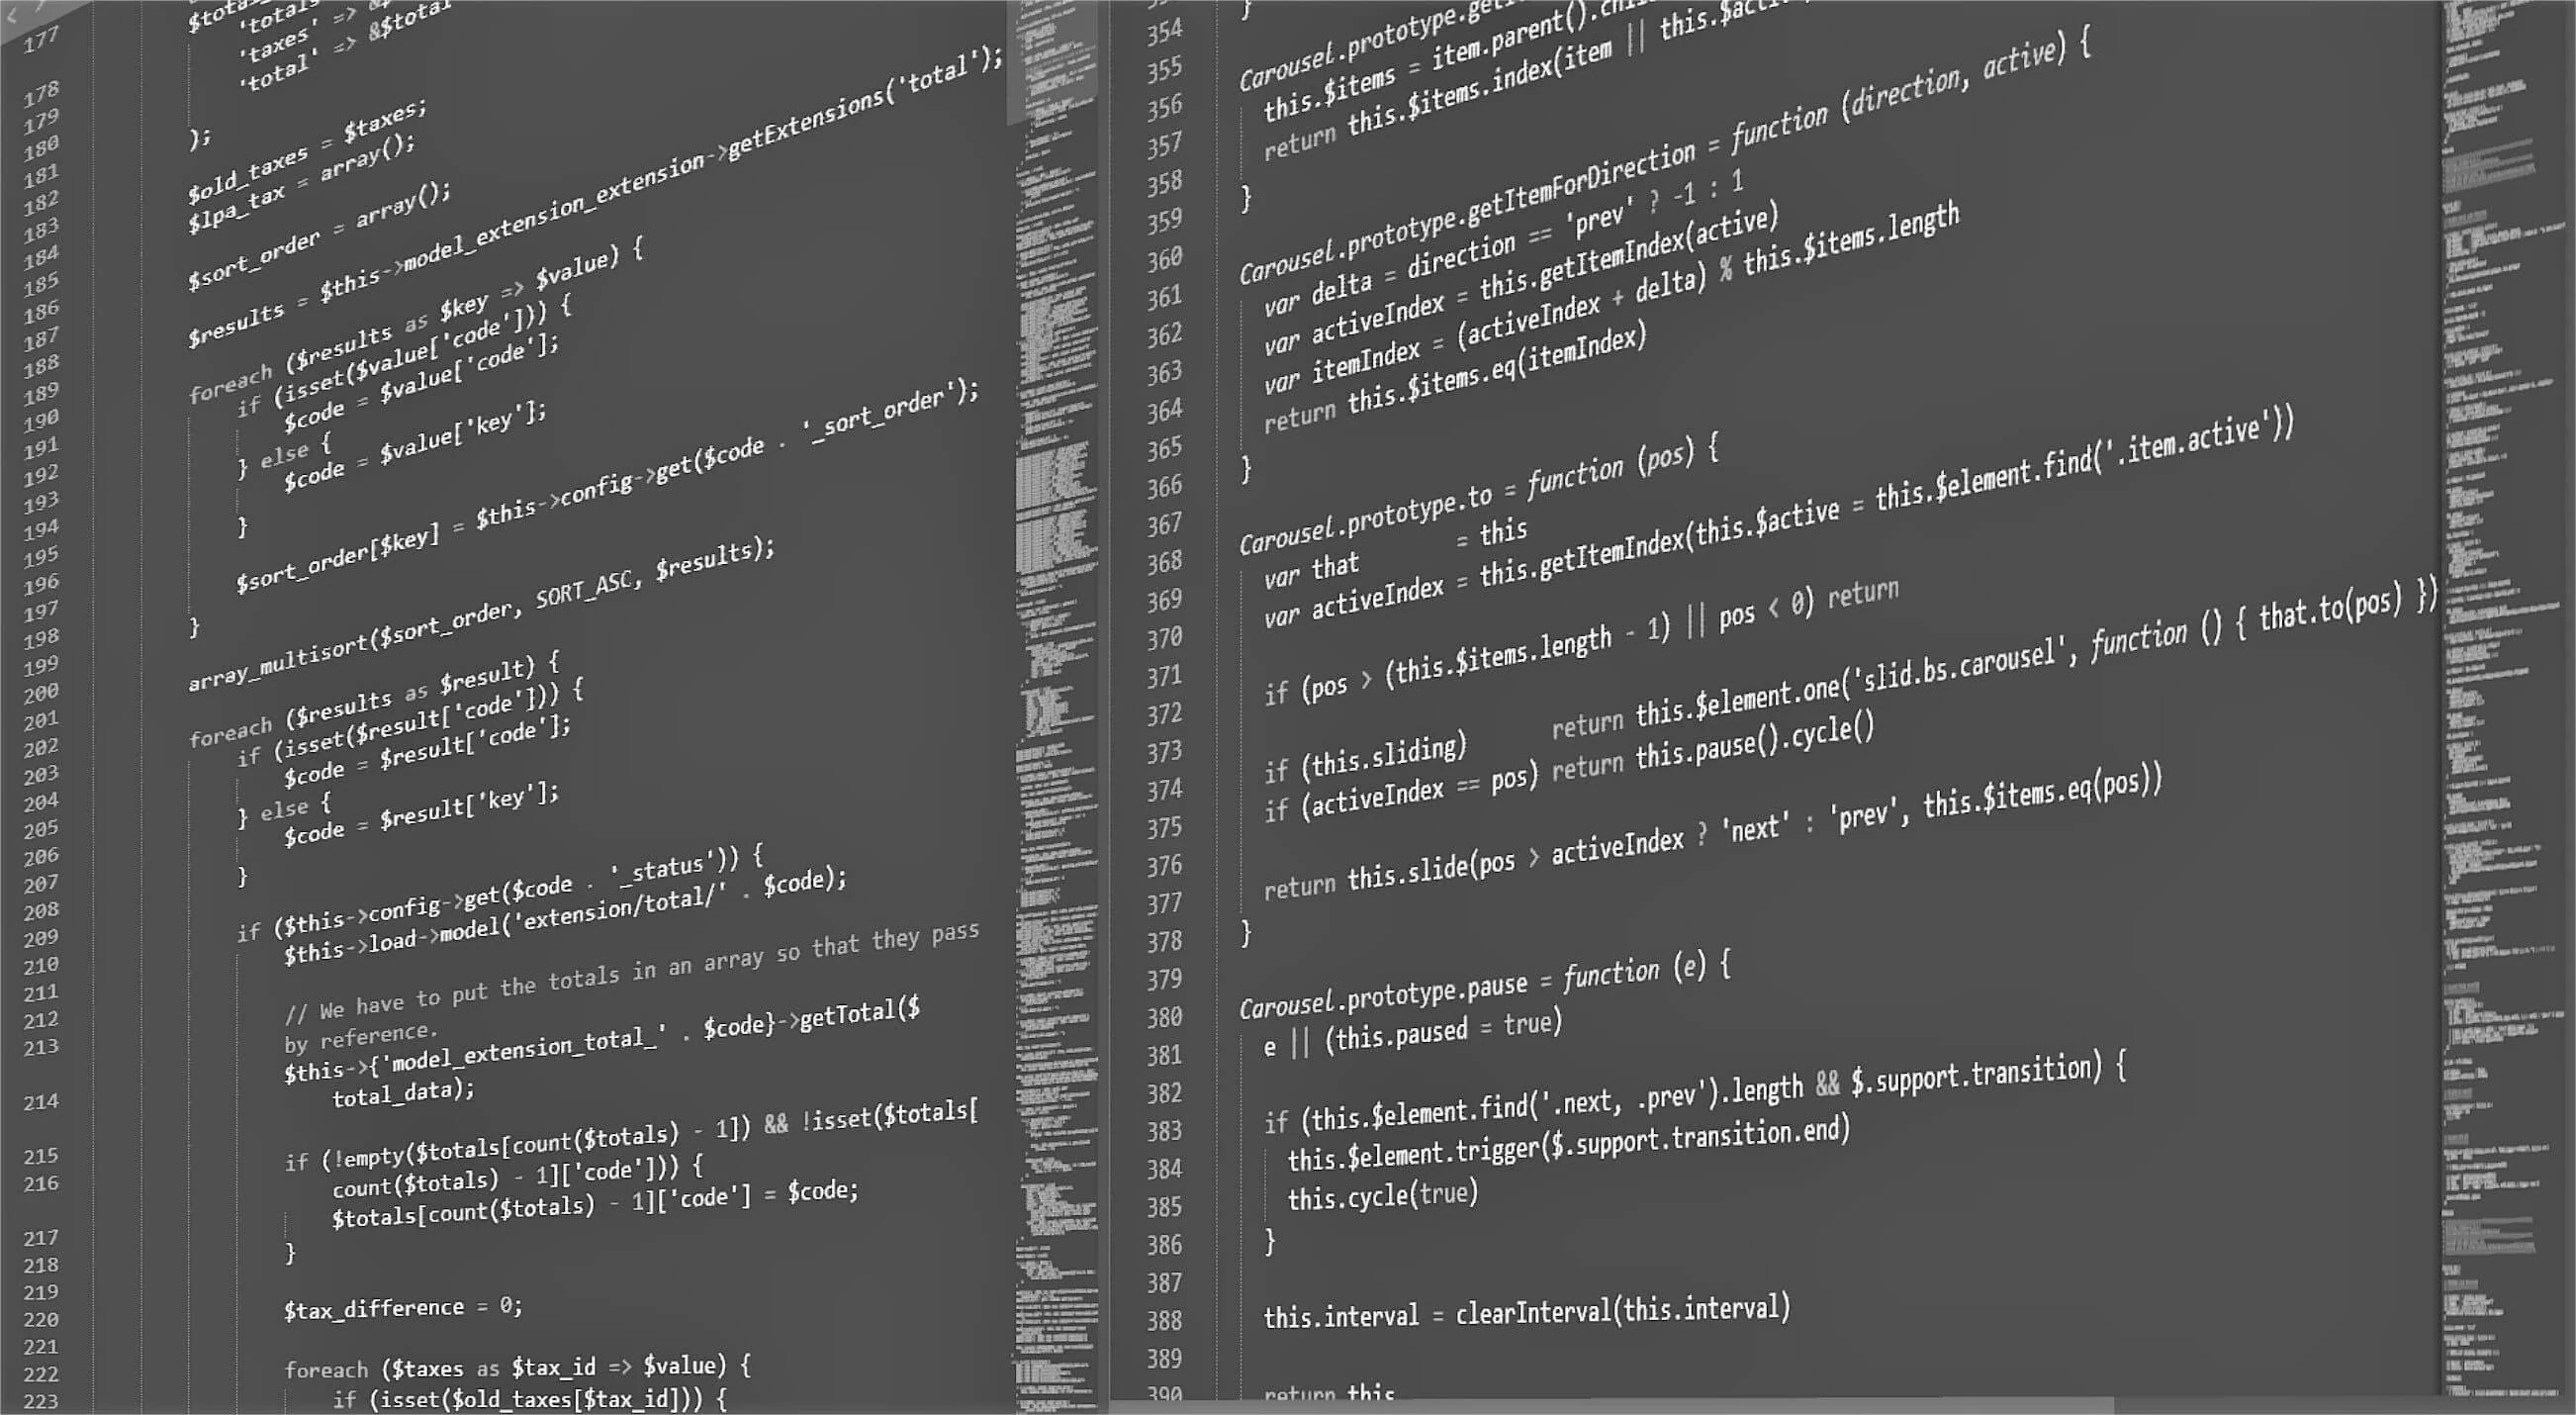 177
178
179
180
181
182
183
184
185
186
187
188
189
190
191
192
193
194
195
196
197
198
199
200
201
202
203
204
205
206
207
208
209
210
211
212
213
214
215
216
217
218
219
220
221
222
223
'taxes' =>
'total' => &$total
);
$old_taxes = $taxes;
$lpa_tax = array();
$sort_order = array();
$results = $this->model_extension_extension->getExtensions('total');
foreach ($results as $key => $value) {
if (isset($value['code'])) {
$code = $value['code'];
} else {
$code = $value['key'];
}
$sort_order[$key] = $this->config->get($code . '_sort_order');
}
array_multisort($sort_order, SORT_ASC, $results);
foreach ($results as $result) {
if (isset($result['code'])) {
$code = $result['code'];
} else {
$code = $result['key'];
}
if ($this->config->get($code . '_status')) {
$this->load->model('extension/total/' . $code);
// We have to put the totals in an array so that they pass
by reference.
$this->{'model_extension_total_' . $code}->getTotal($
total_data);
if (!empty($totals[count($totals) - 1]) && !isset($totals[
count($totals) - 1]['code'])) {
$totals[count($totals) - 1]['code'] = $code;
}
$tax_difference = 0;
foreach ($taxes as $tax_id => $value) {
if (isset($old_taxes[$tax_id])) {
354
355
356
357
358
359
360
361
362
363
364
365
366
367
368
369
370
371
372
373
374
375
376
377
378
379
380
381
382
383
384
385
386
387
388
389
390
}
Carousel.prototype.
this.$items = item.parent().
return this.$items.index(item ||
}
Carousel.prototype.getItemForDirection = function (direction, active) {
var delta = direction == 'prev' ? -1 : 1
var activeIndex = this.getItemIndex(active)
var itemIndex = (activeIndex + delta) % this.$items.length
return this.$items.eq(itemIndex)
}
Carousel.prototype.to = function (pos) {
var that = this
var activeIndex = this.getItemIndex(this.$active = this.$element.find('.item.active'))
if (pos > (this.$items.length - 1) || pos < 0) return
if (this.sliding) return this.$element.one('slid.bs.carousel', function () { that.to(pos) })
if (activeIndex == pos) return this.pause().cycle()
return this.slide(pos > activeIndex ? 'next' : 'prev', this.$items.eq(pos))
}
Carousel.prototype.pause = function (e) {
e || (this.paused = true)
if (this.$element.find('.next, .prev').length && $.support.transition) {
this.$element.trigger($.support.transition.end)
this.cycle(true)
}
this.interval = clearInterval(this.interval)
return this